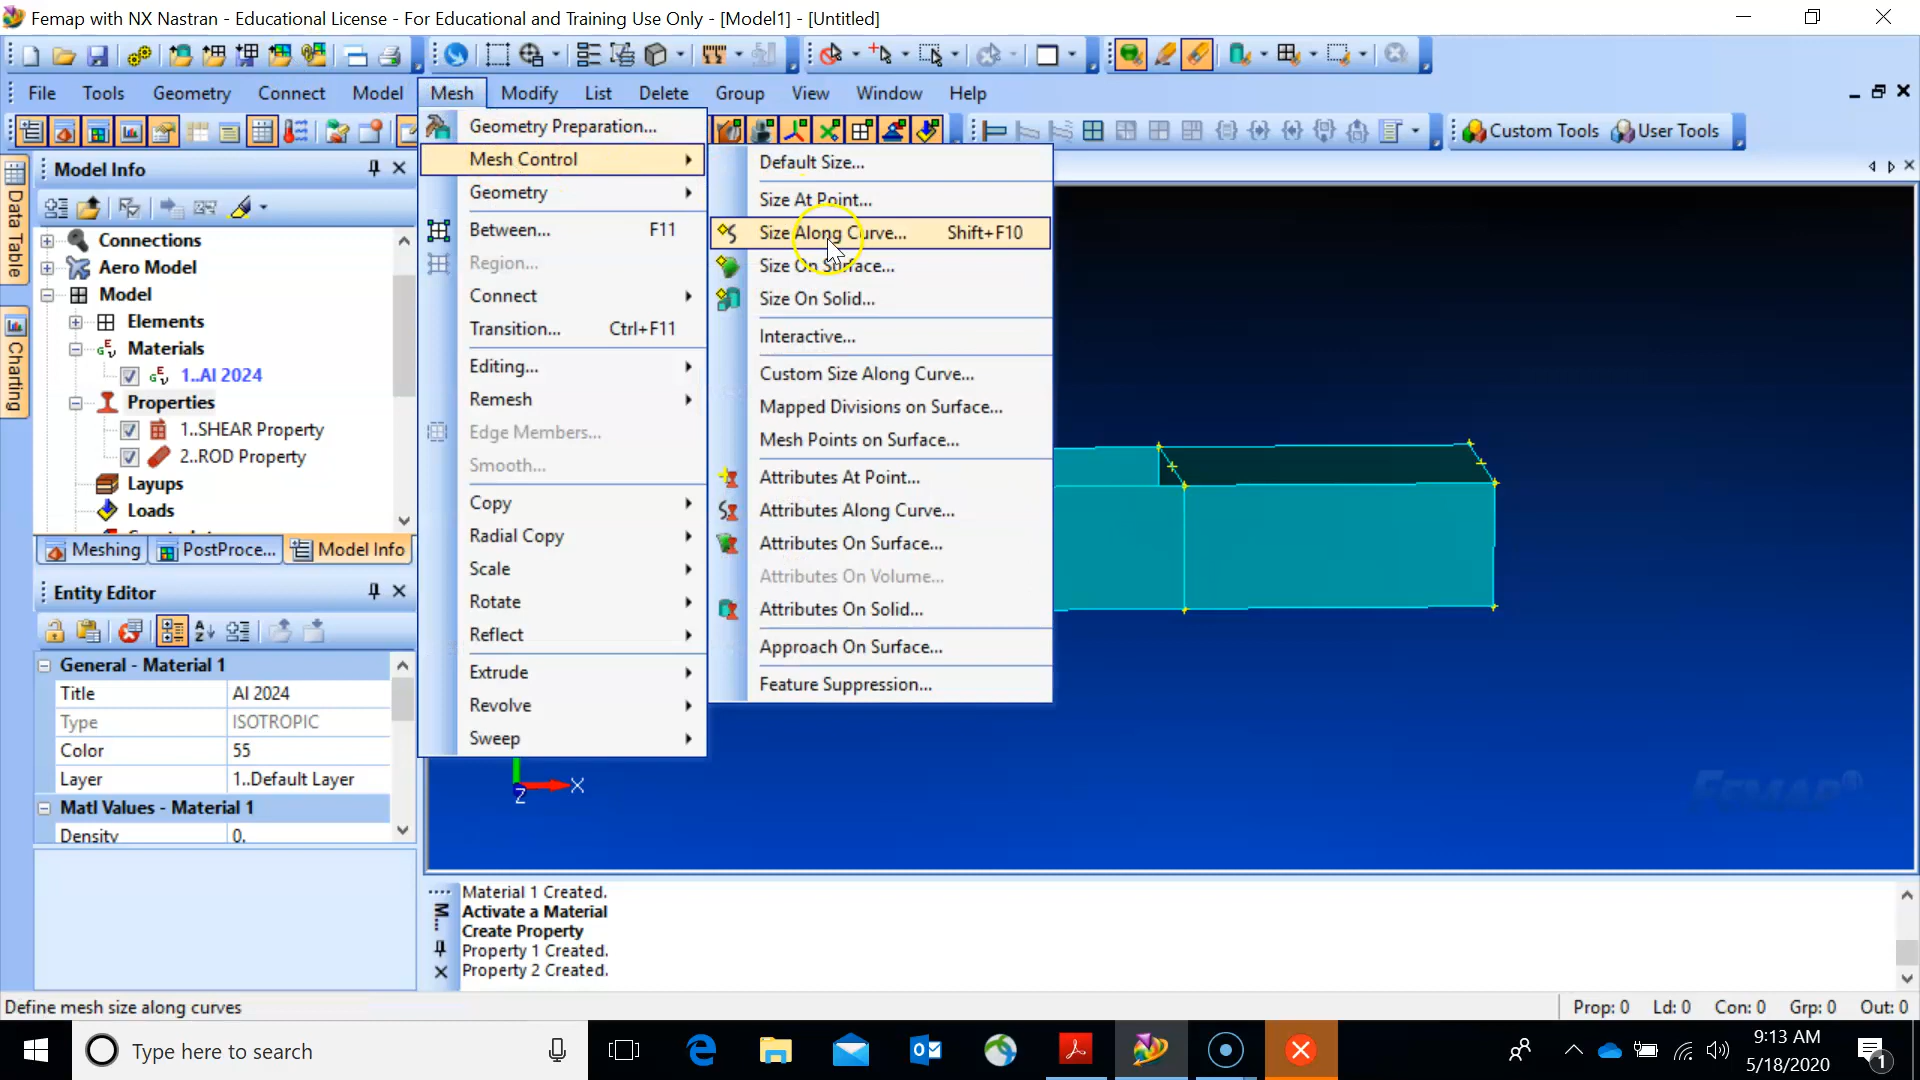 Femap with NX Nastran - Educational License - For Educational and Training Use Only - [Model1] - [Untitled]
File Tools Geometry Connect Model Mesh Modify List Delete Group View Window Help
Custom Tools User Tools
Geometry Preparation...
Mesh Control
Geometry
Between... F11
Region...
Connect
Transition... Ctrl+F11
Editing...
Remesh
Edge Members...
Smooth...
Copy
Radial Copy
Scale
Rotate
Reflect
Extrude
Revolve
Sweep
Default Size...
Size At Point...
Size Along Curve... Shift+F10
Size On Surface...
Size On Solid...
Interactive...
Custom Size Along Curve...
Mapped Divisions on Surface...
Mesh Points on Surface...
Attributes At Point...
Attributes Along Curve...
Attributes On Surface...
Attributes On Volume...
Attributes On Solid...
Approach On Surface...
Feature Suppression...
Data Table
Charting
Model Info
Connections
Aero Model
Model
Elements
Materials
1..Al 2024
Properties
1..SHEAR Property
2..ROD Property
Layups
Loads
Meshing PostProce... Model Info
Entity Editor
General - Material 1
Title Al 2024
Type ISOTROPIC
Color 55
Layer 1..Default Layer
Matl Values - Material 1
Density 0,
X
Z
FEMAP®
M...
Material 1 Created.
Activate a Material
Create Property
Property 1 Created.
Property 2 Created.
Define mesh size along curves
Prop: 0 Ld: 0 Con: 0 Grp: 0 Out: 0
Type here to search
9:13 AM
5/18/2020
1